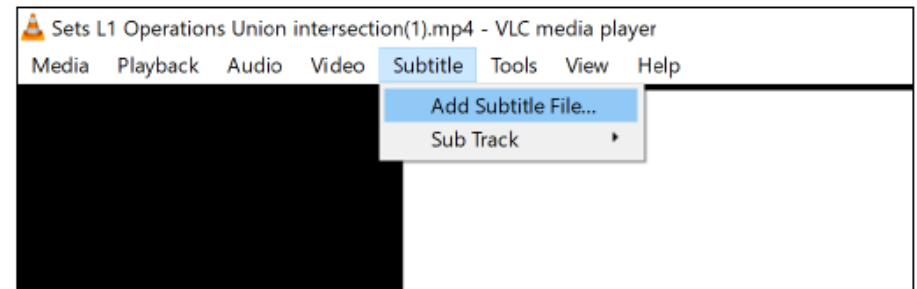 Sets L1 Operations Union intersection(1).mp4 - VLC media player
Media Playback Audio Video Subtitle Tools View Help
Add Subtitle File...
Sub Track